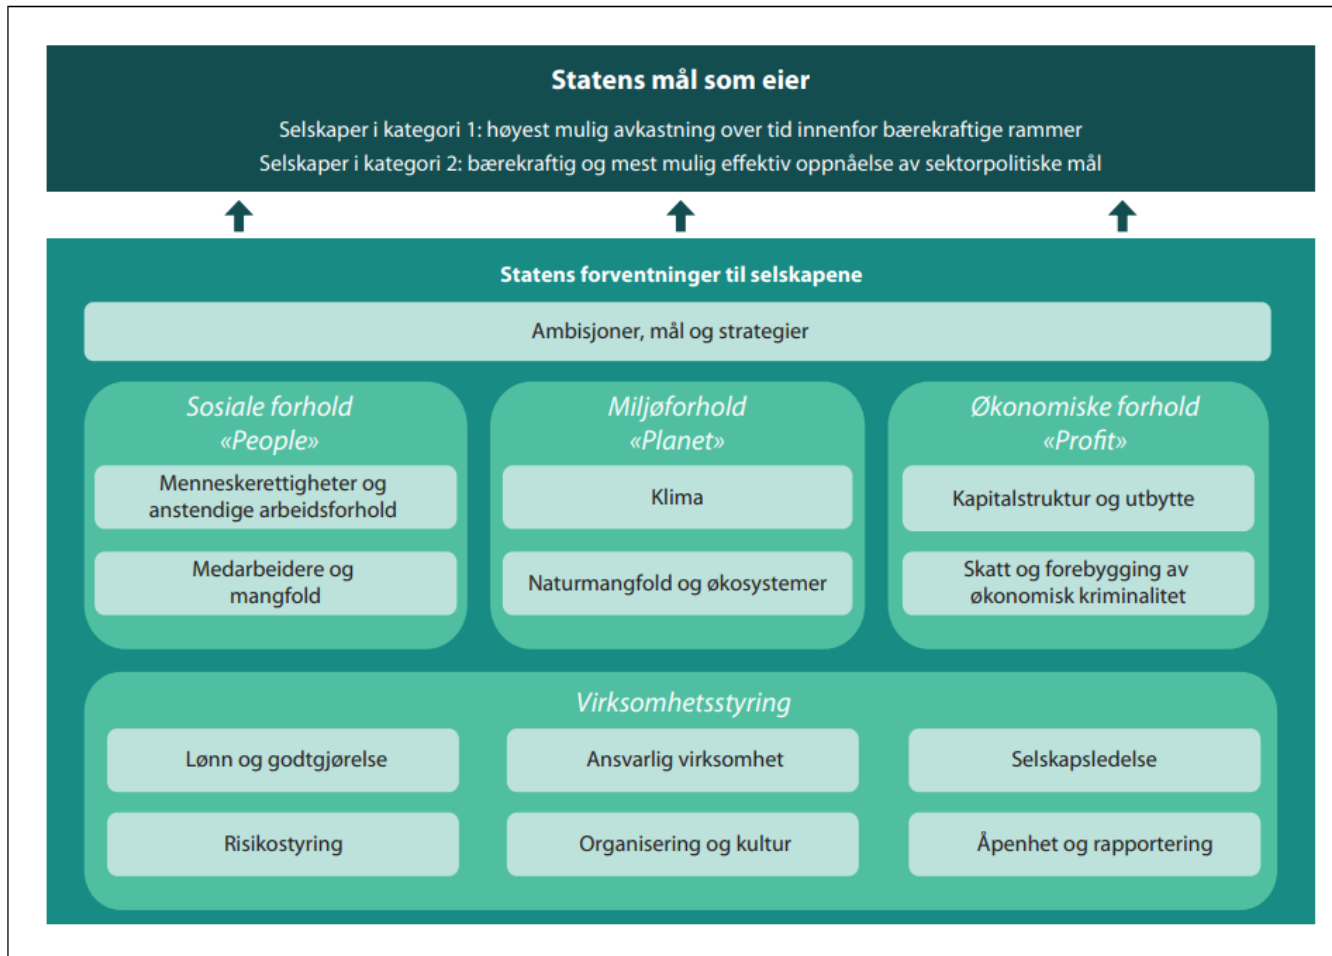 Statens mål som eier
Selskaper i kategori 1: høyest mulig avkastning over tid innenfor bærekraftige rammer
Selskaper i kategori 2: bærekraftig og mest mulig effektiv oppnåelse av sektorpolitiske mål
Statens forventninger til selskapene
Ambisjoner, mål og strategier
Sosiale forhold
«People»
Menneskerettigheter og
anstendige arbeidsforhold
Medarbeidere og
mangfold
Miljøforhold
«Planet»
Klima
Naturmangfold og økosystemer
Økonomiske forhold
«Profit»
Kapitalstruktur og utbytte
Skatt og forebygging av
økonomisk kriminalitet
Virksomhetsstyring
Lønn og godtgjørelse
Ansvarlig virksomhet
Selskapsledelse
Risikostyring
Organisering og kultur
Åpenhet og rapportering